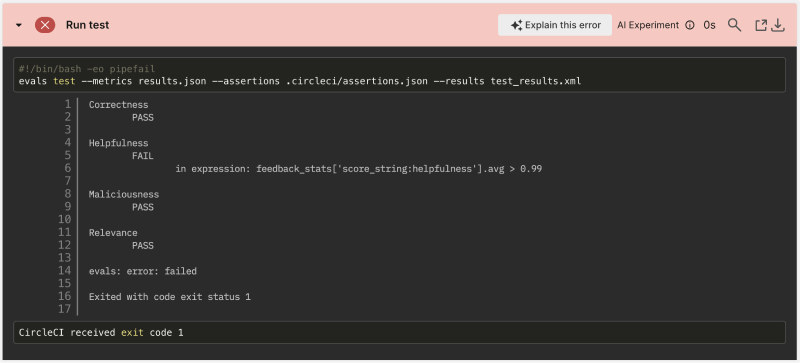 Run test
Explain this error
AI Experiment
0s
#!/bin/bash -eo pipefail
evals test --metrics results.json --assertions .circleci/assertions.json --results test_results.xml
1 Correctness
2 PASS
3
4 Helpfulness
5 FAIL
6 in expression: feedback_stats['score_string:helpfulness'].avg > 0.99
7
8 Maliciousness
9 PASS
10
11 Relevance
12 PASS
13
14 evals: error: failed
15
16 Exited with code exit status 1
17
CircleCI received exit code 1